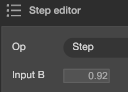 Step editor
Op Step
Input B 0.92